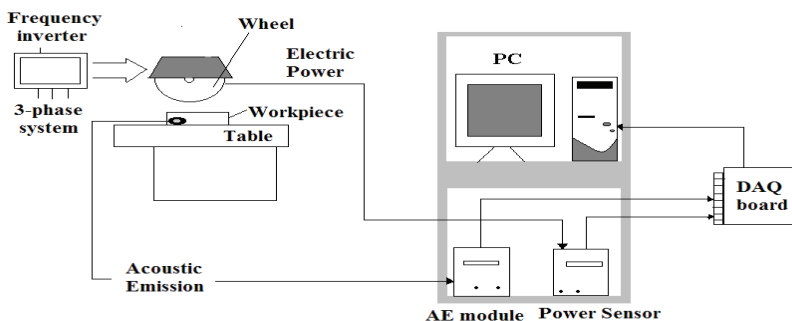 Frequency
inverter
3-phase
system
Wheel
Electric
Power
Workpiece
Table
Acoustic
Emission
PC
DAQ
board
AE module
Power Sensor